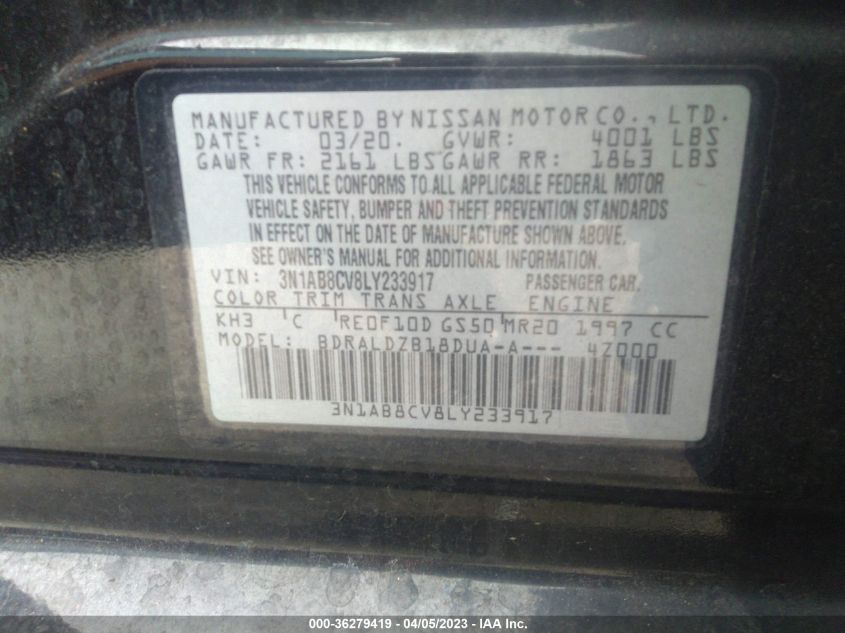 MANUFACTURED BY NISSAN MOTOR CO., LTD.
DATE: 03/20. GVWR: 4001 LBS
GAWR FR: 2161 LBS GAWR RR: 1863 LBS
THIS VEHICLE CONFORMS TO ALL APPLICABLE FEDERAL MOTOR
VEHICLE SAFETY, BUMPER AND THEFT PREVENTION STANDARDS
IN EFFECT ON THE DATE OF MANUFACTURE SHOWN ABOVE.
SEE OWNER'S MANUAL FOR ADDITIONAL INFORMATION.
VIN: 3N1AB8CV8LY233917 PASSENGER CAR.
COLOR TRIM TRANS AXLE ENGINE
KH3 C RE0F10D GS50 MR20 1997 CC
MODEL: BDRALDZB18DUA-A--- 4Z000
3N1AB8CV8LY233917
000-36279419 - 04/05/2023 - IAA Inc.